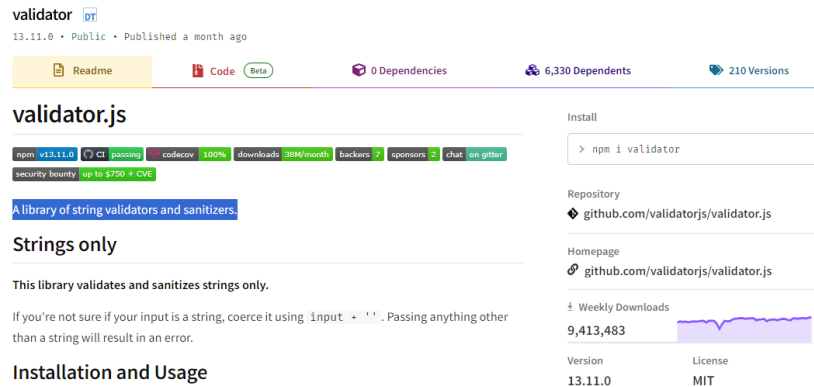 validator DT
13.11.0 • Public • Published a month ago
Readme
Code Beta
0 Dependencies
6,330 Dependents
210 Versions
validator.js
npm v13.11.0 CI passing codecov 100% downloads 38M/month backers 7 sponsors 2 chat on gitter
security bounty up to $750 + CVE
A library of string validators and sanitizers.
Strings only
This library validates and sanitizes strings only.
If you're not sure if your input is a string, coerce it using input + ''. Passing anything other
than a string will result in an error.
Installation and Usage
Install
> npm i validator
Repository
github.com/validatorjs/validator.js
Homepage
github.com/validatorjs/validator.js
Weekly Downloads
9,413,483
Version License
13.11.0 MIT